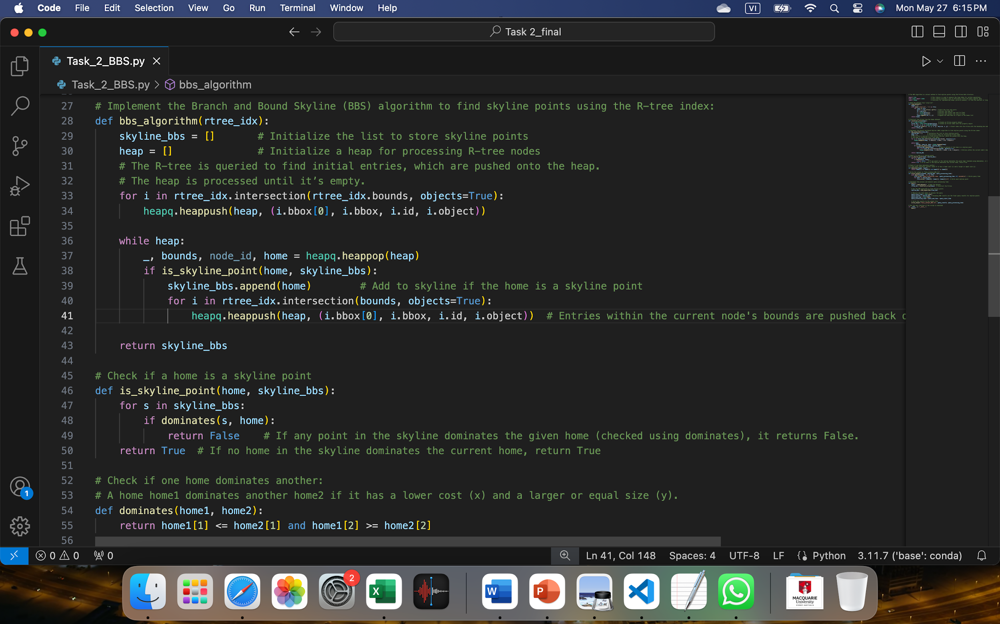 Code File Edit Selection View Go Run Terminal Window Help VI Mon May 27 6:15 PM
Task 2_final
Task_2_BBS.py
Task_2_BBS.py > bbs_algorithm
27 # Implement the Branch and Bound Skyline (BBS) algorithm to find skyline points using the R-tree index:
28 def bbs_algorithm(rtree_idx):
29     skyline_bbs = []       # Initialize the list to store skyline points
30     heap = []              # Initialize a heap for processing R-tree nodes
31     # The R-tree is queried to find initial entries, which are pushed onto the heap.
32     # The heap is processed until it’s empty.
33     for i in rtree_idx.intersection(rtree_idx.bounds, objects=True):
34         heapq.heappush(heap, (i.bbox[0], i.bbox, i.id, i.object))
35
36     while heap:
37         _, bounds, node_id, home = heapq.heappop(heap)
38         if is_skyline_point(home, skyline_bbs):
39             skyline_bbs.append(home)        # Add to skyline if the home is a skyline point
40             for i in rtree_idx.intersection(bounds, objects=True):
41                 heapq.heappush(heap, (i.bbox[0], i.bbox, i.id, i.object))  # Entries within the current node's bounds are pushed back
42
43     return skyline_bbs
44
45 # Check if a home is a skyline point
46 def is_skyline_point(home, skyline_bbs):
47     for s in skyline_bbs:
48         if dominates(s, home):
49             return False    # If any point in the skyline dominates the given home (checked using dominates), it returns False.
50     return True  # If no home in the skyline dominates the current home, return True
51
52 # Check if one home dominates another:
53 # A home home1 dominates another home2 if it has a lower cost (x) and a larger or equal size (y).
54 def dominates(home1, home2):
55     return home1[1] <= home2[1] and home1[2] >= home2[2]
56
1
0 0 0 Ln 41, Col 148 Spaces: 4 UTF-8 LF Python 3.11.7 ('base': conda)
2
X W P
MACQUARIE
University
SYDNEY-AUSTRALIA